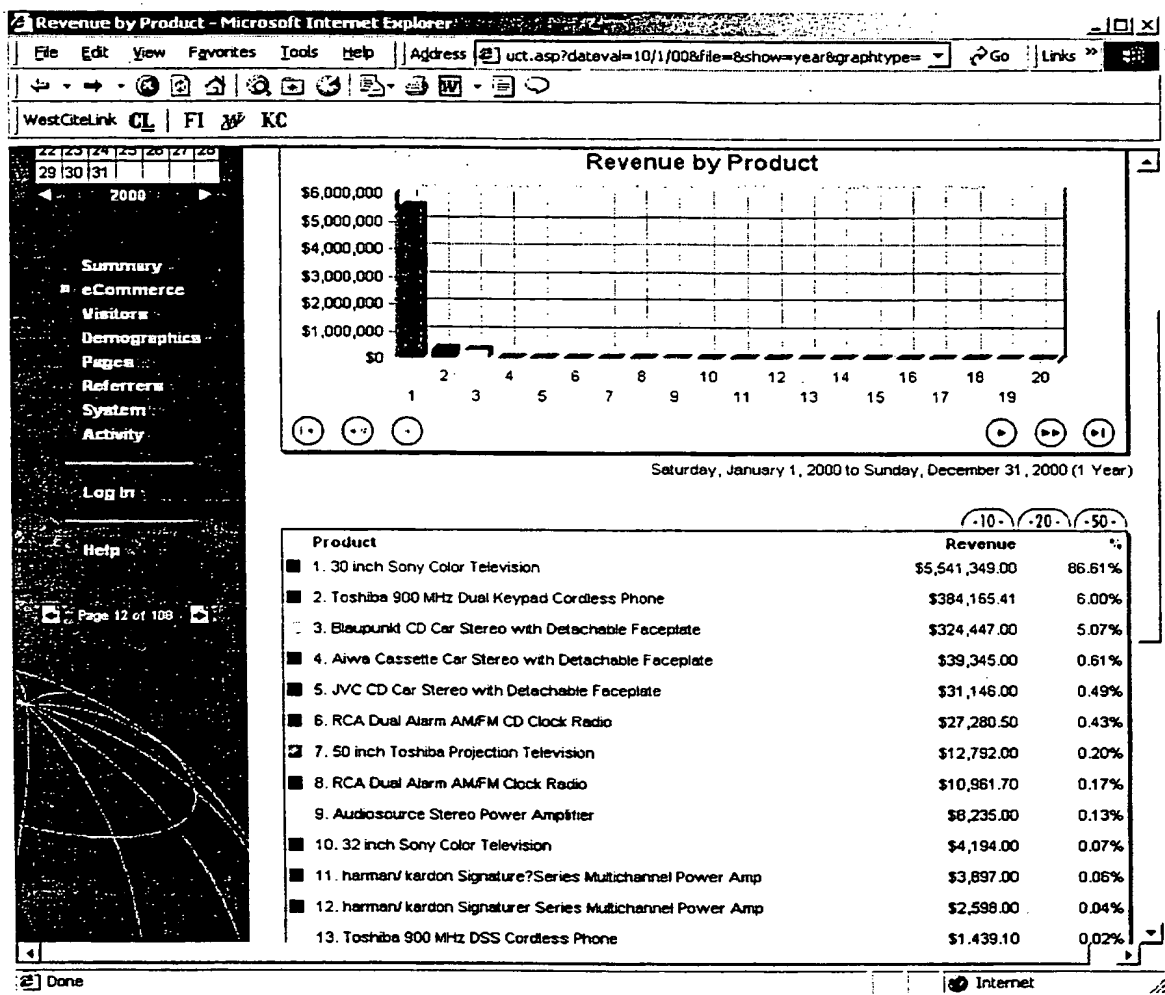 Revenue by Product - Microsoft Internet Explorer
File Edit View Favorites Tools Help Address uct.asp?dateval=10/1/00&file=8&show=year&graphtype= Go Links »
WestCiteLink CL FI W KC
22 23 24 25 26 27 28
29 30 31
2000
Summary
eCommerce
Visitors
Demographics
Pages
Referrers
System
Activity
Log In
Help
Page 12 of 108
Revenue by Product
$6,000,000
$5,000,000
$4,000,000
$3,000,000
$2,000,000
$1,000,000
$0
2 4 6 8 10 12 14 16 18 20
1 3 5 7 9 11 13 15 17 19
Saturday, January 1, 2000 to Sunday, December 31, 2000 (1 Year)
-10- -20- -50-
Product Revenue %
1. 30 inch Sony Color Television $5,541,349.00 86.61%
2. Toshiba 900 MHz Dual Keypad Cordless Phone $384,165.41 6.00%
3. Blaupunkt CD Car Stereo with Detachable Faceplate $324,447.00 5.07%
4. Aiwa Cassette Car Stereo with Detachable Faceplate $39,345.00 0.61%
5. JVC CD Car Stereo with Detachable Faceplate $31,146.00 0.49%
6. RCA Dual Alarm AM/FM CD Clock Radio $27,280.50 0.43%
7. 50 inch Toshiba Projection Television $12,792.00 0.20%
8. RCA Dual Alarm AM/FM Clock Radio $10,961.70 0.17%
9. Audiosource Stereo Power Amplifier $8,235.00 0.13%
10. 32 inch Sony Color Television $4,194.00 0.07%
11. harman/ kardon Signature?Series Multichannel Power Amp $3,897.00 0.06%
12. harman/ kardon Signaturer Series Multichannel Power Amp $2,598.00 0.04%
13. Toshiba 900 MHz DSS Cordless Phone $1,439.10 0.02%
Done Internet